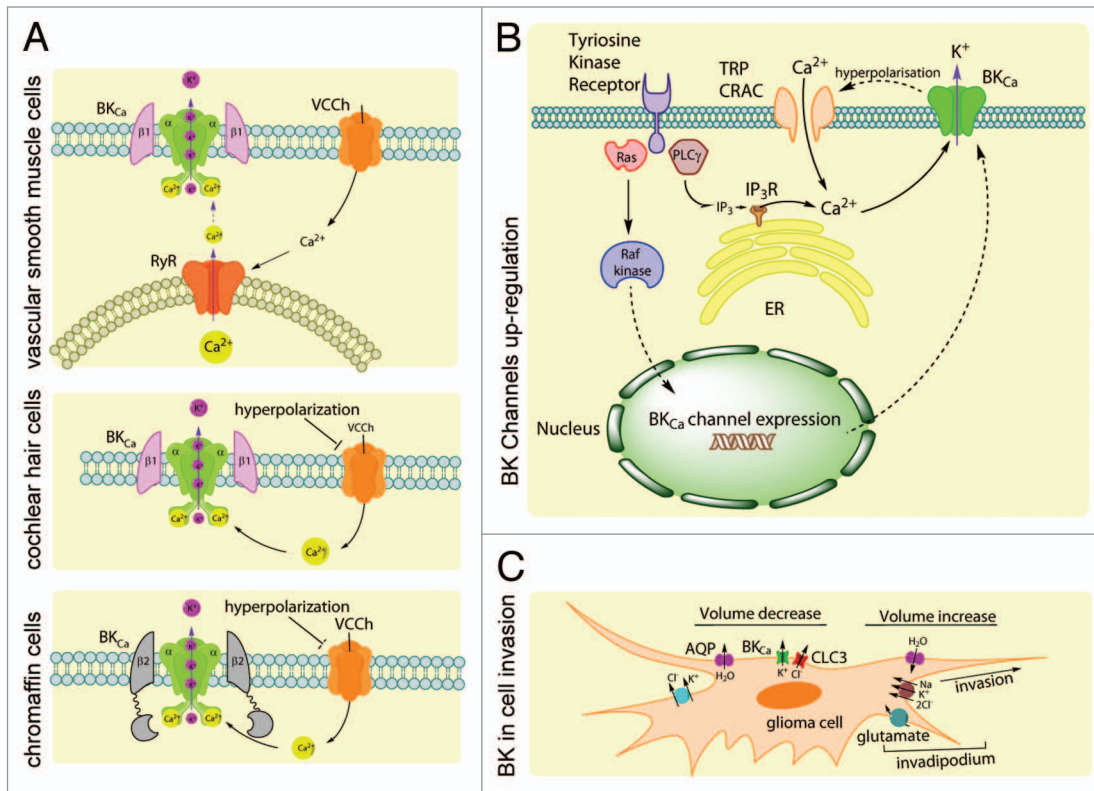 A
vascular smooth muscle cells
K⁺
BKCa
β1
α
α
β1
VCCh
K⁺
Ca²⁺
Ca²⁺
Ca²⁺
Ca²⁺
RyR
Ca²⁺
cochlear hair cells
K⁺
hyperpolarization
BKCa
VCCh
β1
α
α
β1
K⁺
Ca²⁺
Ca²⁺
Ca²⁺
chromaffin cells
K⁺
hyperpolarization
BKCa
VCCh
β2
α
α
β2
K⁺
Ca²⁺
Ca²⁺
Ca²⁺
B
BK Channels up-regulation
Tyriosine
Kinase
Receptor
TRP
CRAC
Ca²⁺
hyperpolarisation
K⁺
BKCa
Ras
PLCγ
IP₃
IP₃R
Ca²⁺
Raf
kinase
ER
Nucleus
BKCa channel expression
C
BK in cell invasion
Volume decrease
Volume increase
AQP
BKCa
CLC3
H₂O
H₂O
K⁺
Cl⁻
Cl⁻
K⁺
Na
K⁺
2Cl⁻
invasion
glioma cell
glutamate
invadipodium